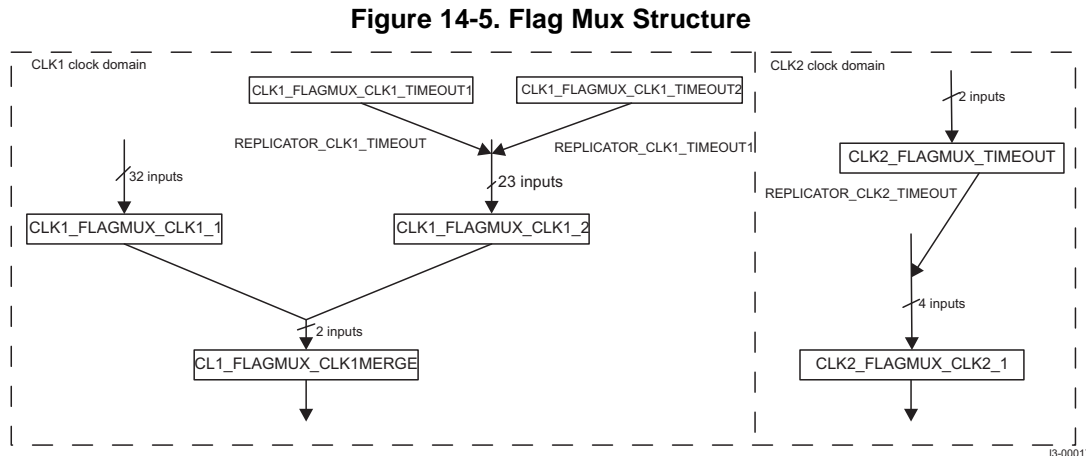 Figure 14-5. Flag Mux Structure
CLK1 clock domain
CLK2 clock domain
CLK1_FLAGMUX_CLK1_TIMEOUT1
CLK1_FLAGMUX_CLK1_TIMEOUT2
2 inputs
REPLICATOR_CLK1_TIMEOUT
REPLICATOR_CLK1_TIMEOUT1
CLK2_FLAGMUX_TIMEOUT
32 inputs
23 inputs
REPLICATOR_CLK2_TIMEOUT
CLK1_FLAGMUX_CLK1_1
CLK1_FLAGMUX_CLK1_2
4 inputs
2 inputs
CL1_FLAGMUX_CLK1MERGE
CLK2_FLAGMUX_CLK2_1
l3-0001